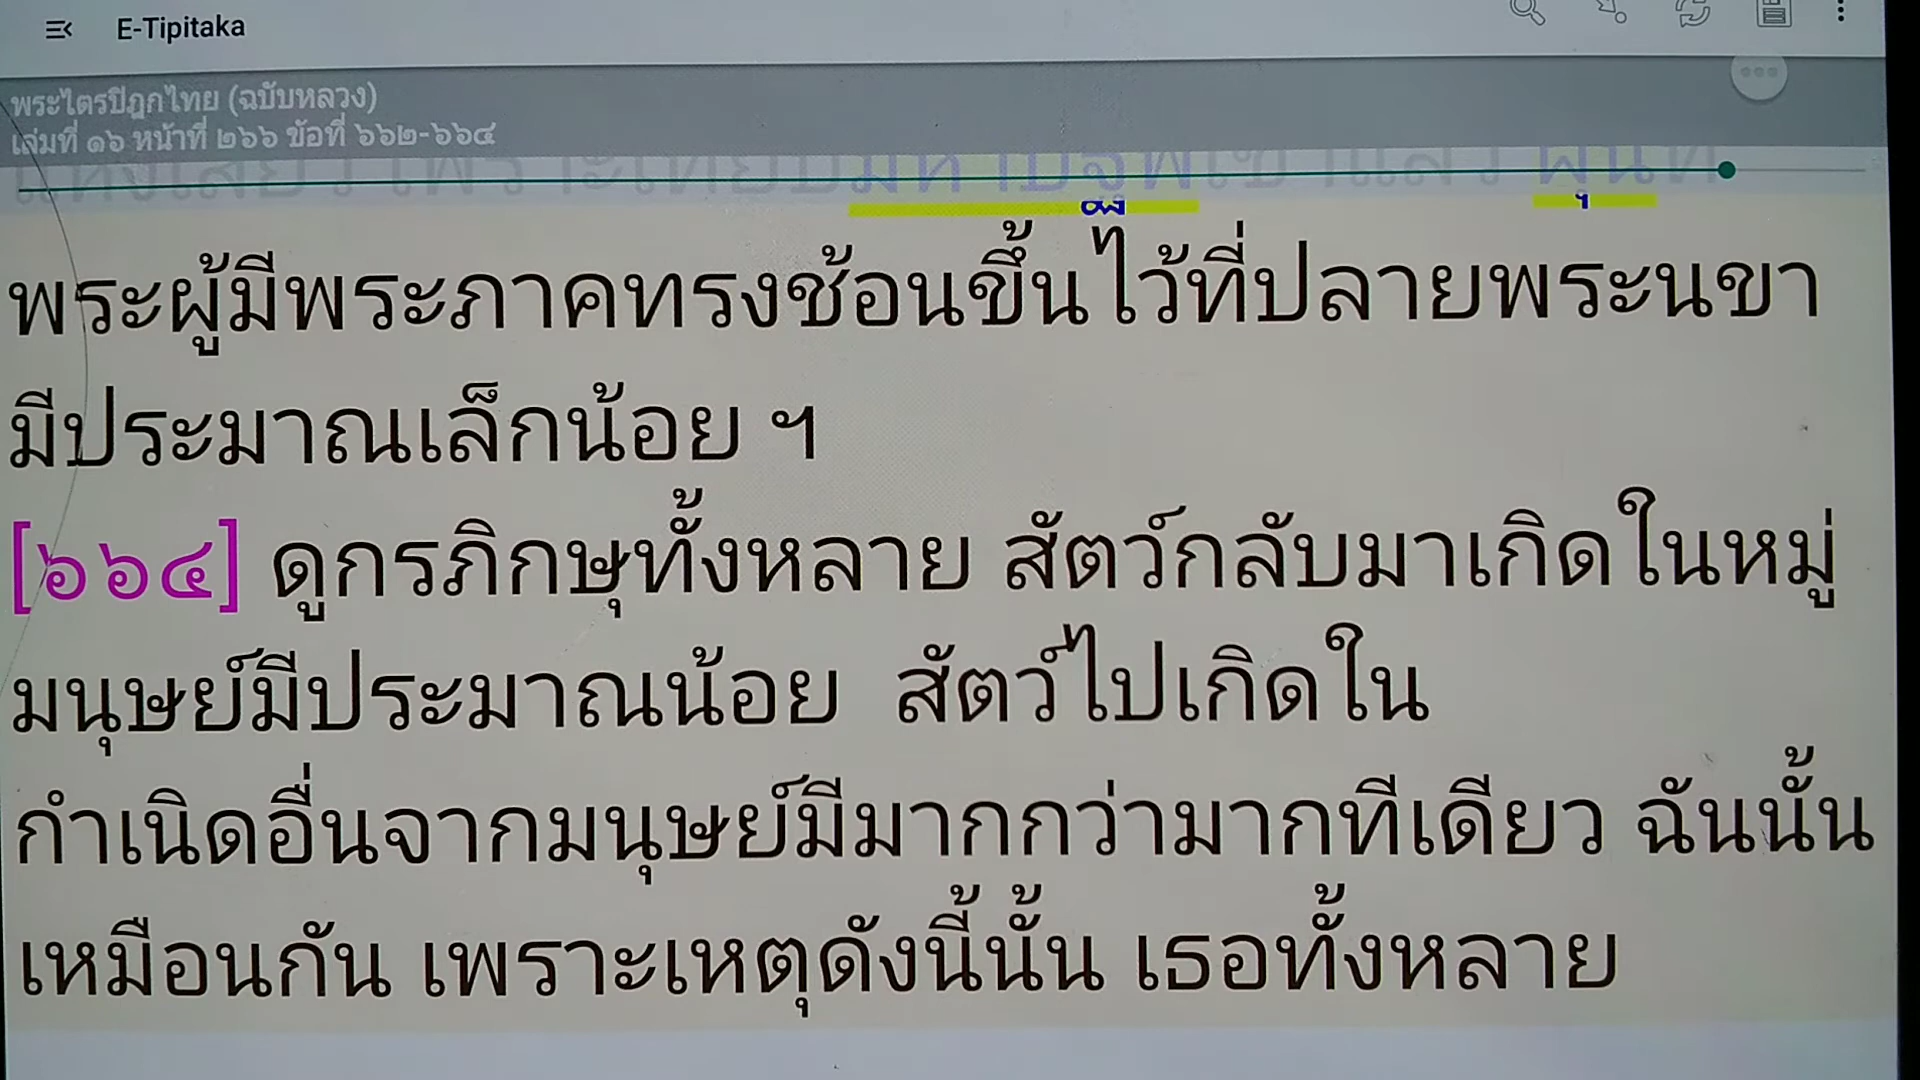 E-Tipitaka
พระไตรปิฎกไทย (ฉบับหลวง)
เล่มที่ ๑๖ หน้าที่ ๒๖๖ ข้อที่ ๖๖๒-๖๖๔
มหาปฐพี
พระผู้มีพระภาคทรงช้อนขึ้นไว้ที่ปลายพระนขา
มีประมาณเล็กน้อย ฯ
[๖๖๔] ดูกรภิกษุทั้งหลาย สัตว์กลับมาเกิดในหมู่
มนุษย์มีประมาณน้อย สัตว์ไปเกิดใน
กำเนิดอื่นจากมนุษย์มีมากกว่ามากทีเดียว ฉันนั้น
เหมือนกัน เพราะเหตุดังนี้นั้น เธอทั้งหลาย